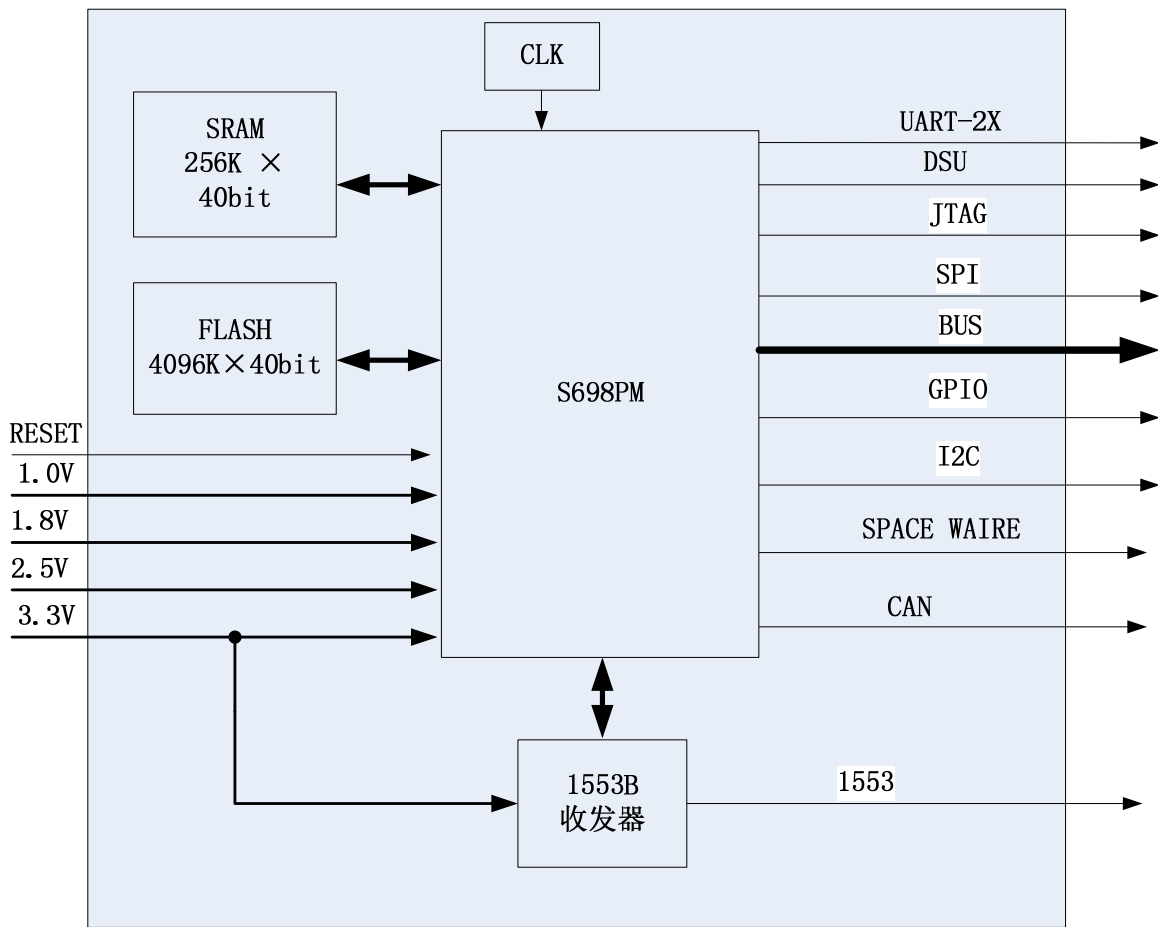 CLK
SRAM
256K ×
40bit
FLASH
4096K×40bit
S698PM
RESET
1.0V
1.8V
2.5V
3.3V
UART-2X
DSU
JTAG
SPI
BUS
GPIO
I2C
SPACE WAIRE
CAN
1553B
收发器
1553